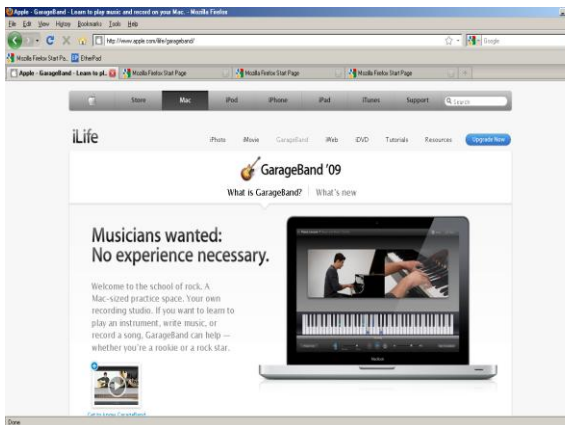 Apple - GarageBand - Learn to play music and record on your Mac. - Mozilla Firefox
File Edit View History Bookmarks Tools Help
http://www.apple.com/ilife/garageband/
Google
Mozilla Firefox Start Pa... EtherPad
Apple - GarageBand - Learn to pl... Mozilla Firefox Start Page Mozilla Firefox Start Page Mozilla Firefox Start Page
Store Mac iPod iPhone iPad iTunes Support Search
iLife
iPhoto iMovie GarageBand iWeb iDVD Tutorials Resources Upgrade Now
GarageBand '09
What is GarageBand? What's new
Musicians wanted:
No experience necessary.
Welcome to the school of rock. A
Mac-sized practice space. Your own
recording studio. If you want to learn to
play an instrument, write music, or
record a song, GarageBand can help —
whether you're a rookie or a rock star.
MacBook
Get to know GarageBand
Done